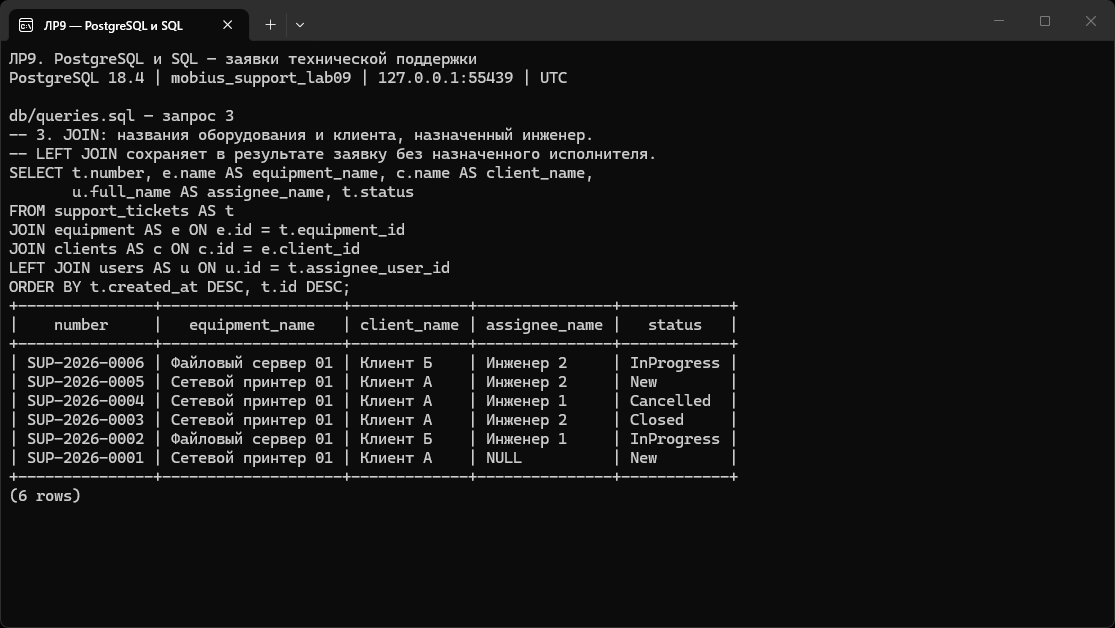 ЛР9 — PostgreSQL и SQL
ЛР9. PostgreSQL и SQL — заявки технической поддержки
PostgreSQL 18.4 | mobius_support_lab09 | 127.0.0.1:55439 | UTC
db/queries.sql — запрос 3
-- 3. JOIN: названия оборудования и клиента, назначенный инженер.
-- LEFT JOIN сохраняет в результате заявку без назначенного исполнителя.
SELECT t.number, e.name AS equipment_name, c.name AS client_name,
       u.full_name AS assignee_name, t.status
FROM support_tickets AS t
JOIN equipment AS e ON e.id = t.equipment_id
JOIN clients AS c ON c.id = e.client_id
LEFT JOIN users AS u ON u.id = t.assignee_user_id
ORDER BY t.created_at DESC, t.id DESC;
+---------------+--------------------+-------------+---------------+------------+
|    number     |   equipment_name   | client_name | assignee_name |   status   |
+---------------+--------------------+-------------+---------------+------------+
| SUP-2026-0006 | Файловый сервер 01 | Клиент Б    | Инженер 2     | InProgress |
| SUP-2026-0005 | Сетевой принтер 01 | Клиент А    | Инженер 2     | New        |
| SUP-2026-0004 | Сетевой принтер 01 | Клиент А    | Инженер 1     | Cancelled  |
| SUP-2026-0003 | Сетевой принтер 01 | Клиент А    | Инженер 2     | Closed     |
| SUP-2026-0002 | Файловый сервер 01 | Клиент Б    | Инженер 1     | InProgress |
| SUP-2026-0001 | Сетевой принтер 01 | Клиент А    | NULL          | New        |
+---------------+--------------------+-------------+---------------+------------+
(6 rows)